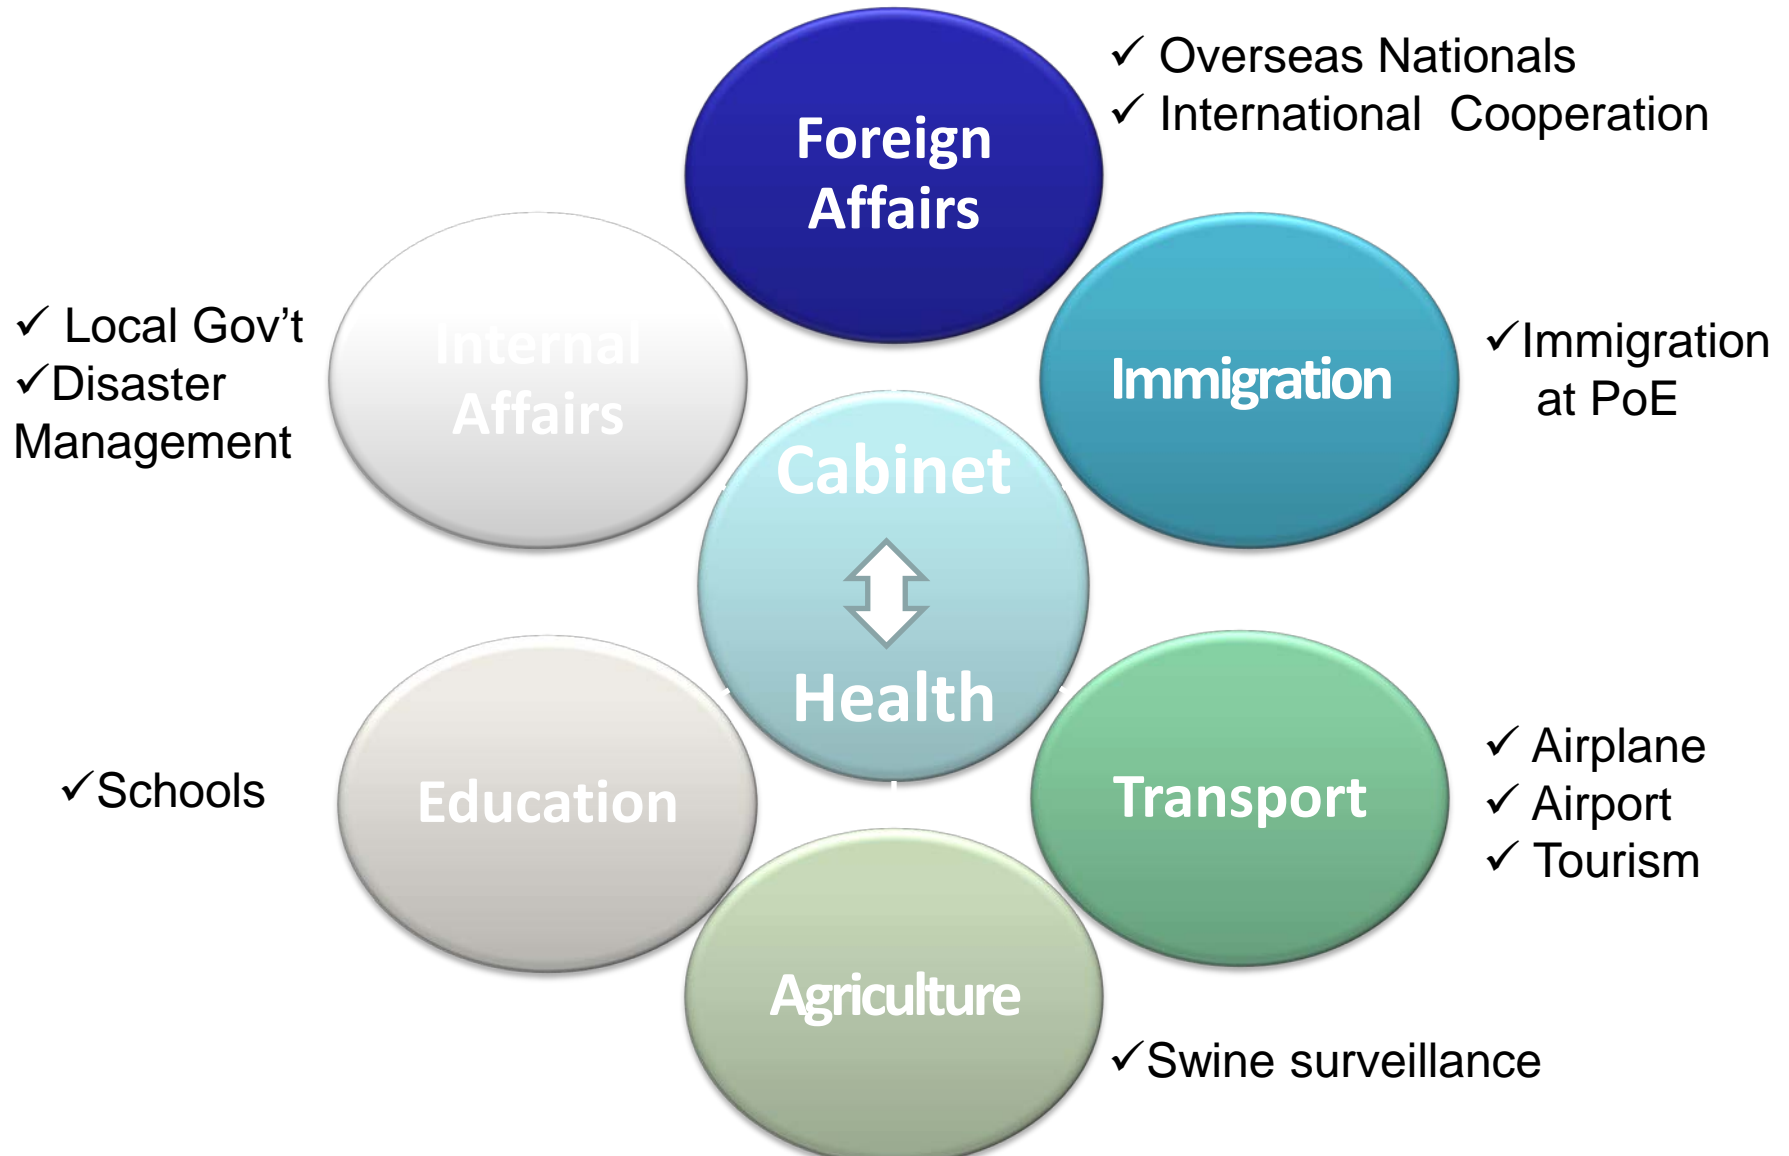 Foreign
Affairs
✓ Overseas Nationals
✓ International Cooperation
Immigration
✓Immigration
at PoE
Transport
✓ Airplane
✓ Airport
✓ Tourism
Agriculture
✓Swine surveillance
Education
✓Schools
Internal
Affairs
✓ Local Gov’t
✓Disaster
Management
Cabinet
Health